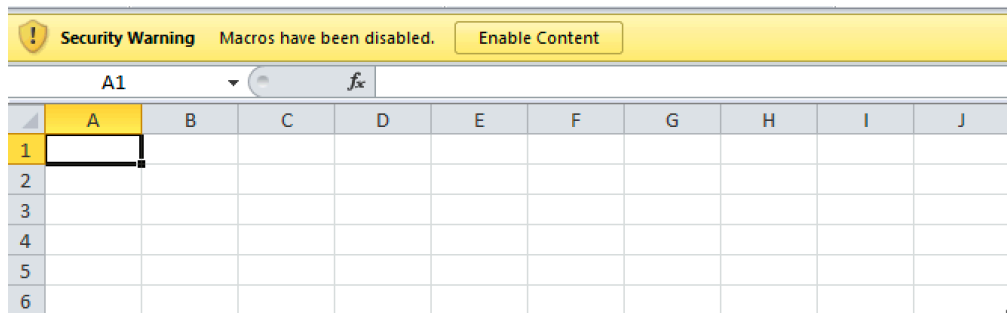 Security Warning Macros have been disabled. Enable Content
A1 fx
A B C D E F G H I J
1
2
3
4
5
6